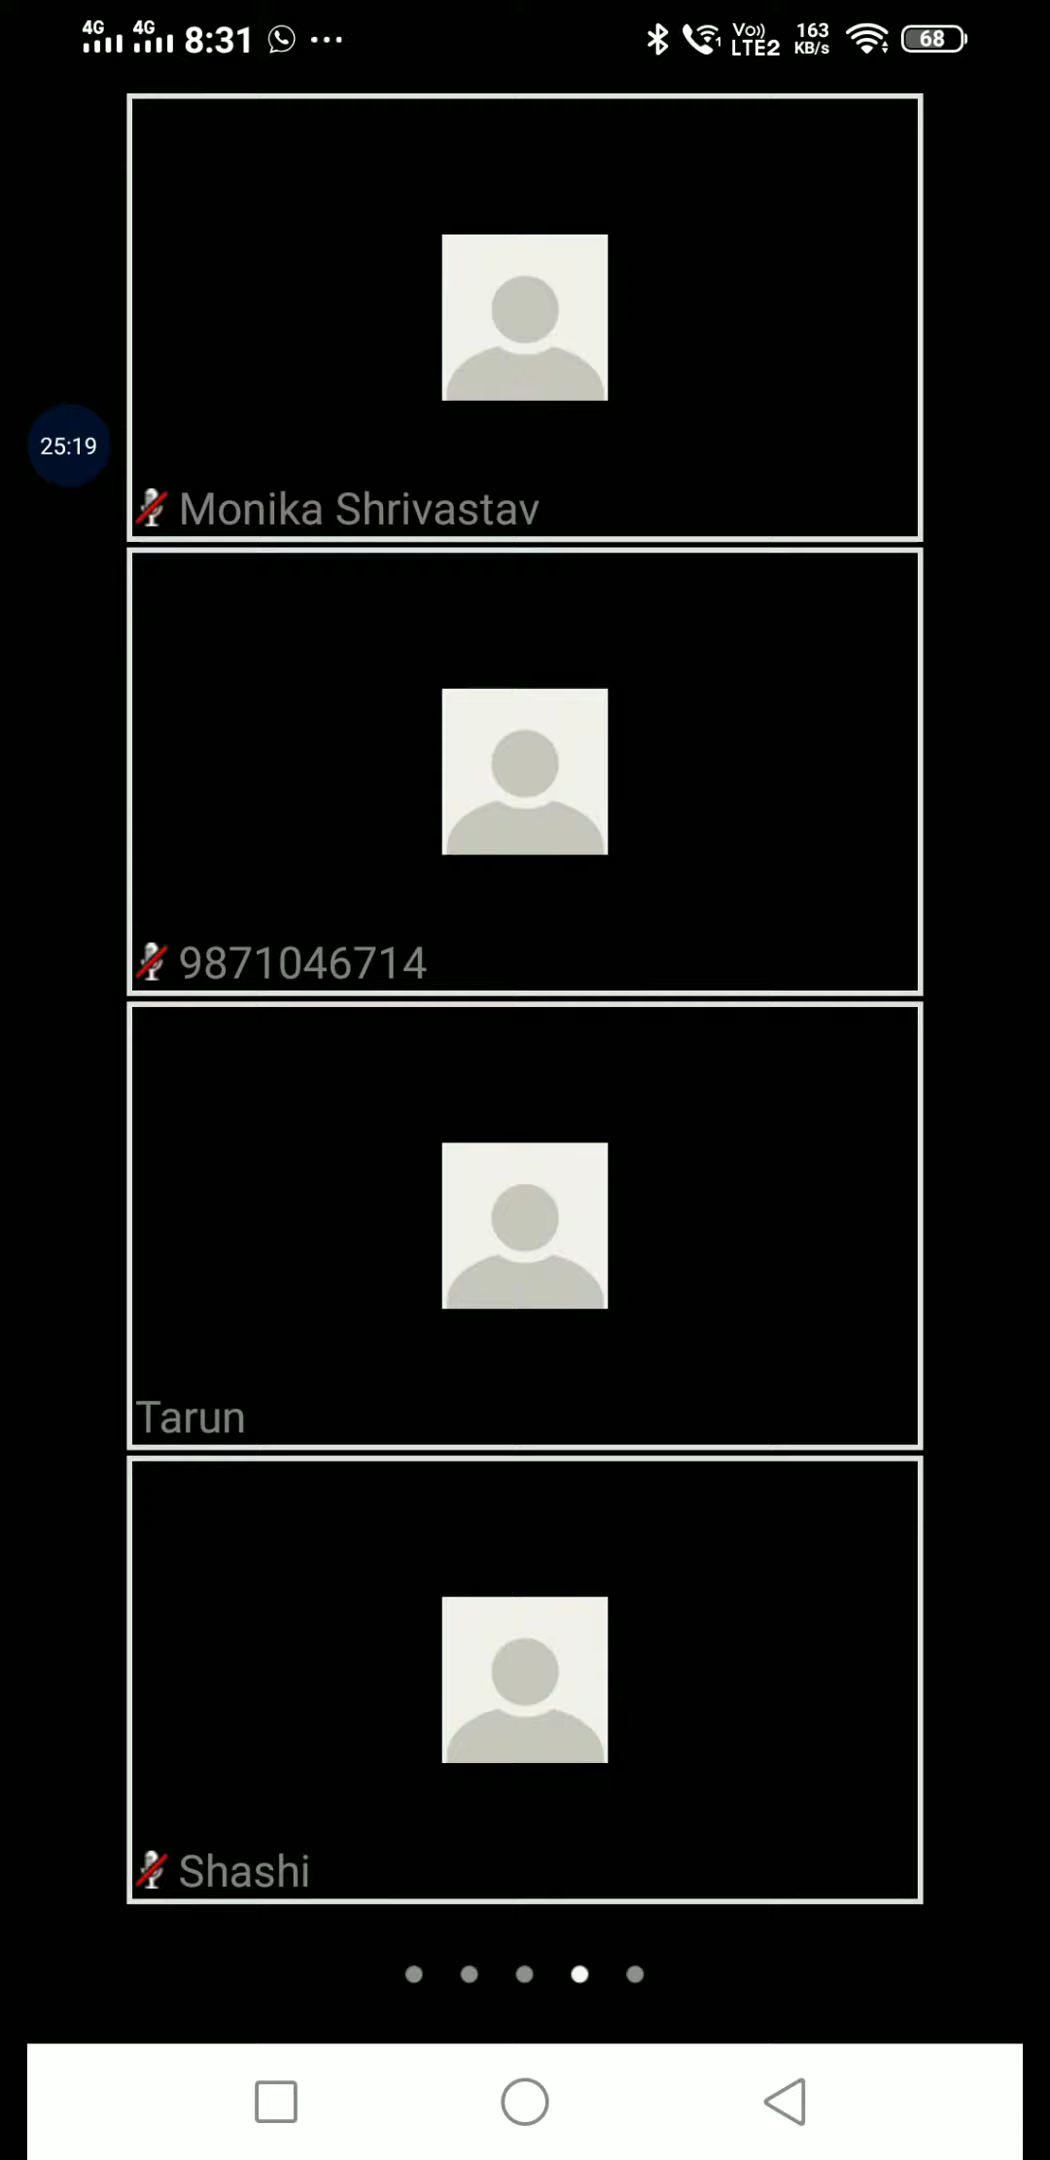 4G 4G 8:31 ... Vo)) LTE2 163 KB/s 68
25:19
Monika Shrivastav
9871046714
Tarun
Shashi